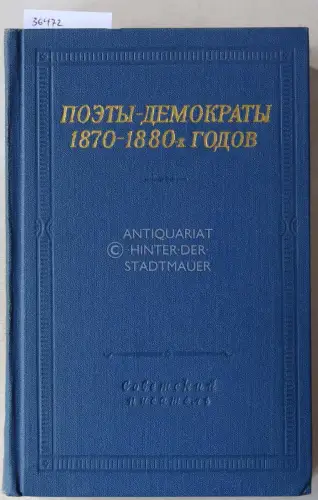 36472
ПОЭТЫ-ДЕМОКРАТЫ
1870-1880х ГОДОВ
ANTIQUARIAT
© ·HINTER·DER·
STADTMAUER
Советский
писатель